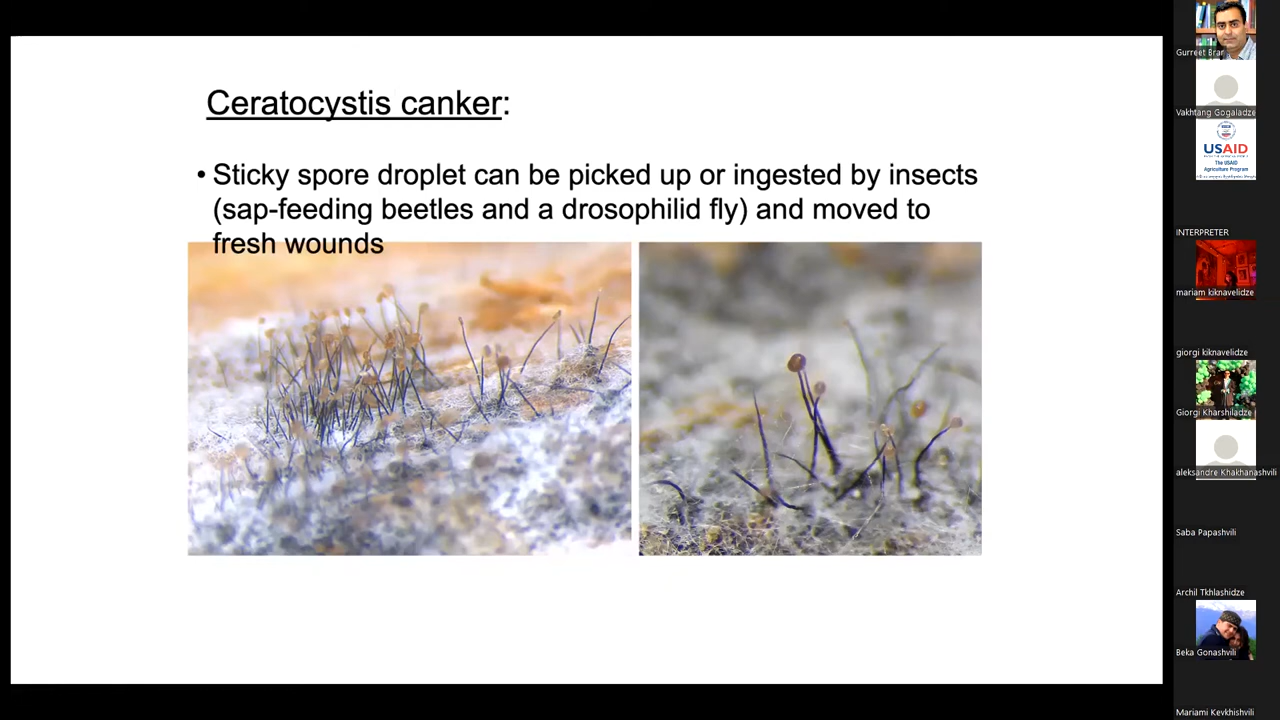 Ceratocystis canker:
• Sticky spore droplet can be picked up or ingested by insects
(sap-feeding beetles and a drosophilid fly) and moved to
fresh wounds
Gurreet Brar
Vakhtang Gogaladze
USAID
The USAID
Agriculture Program
INTERPRETER
mariam kiknavelidze
giorgi kiknavelidze
Giorgi Kharshiladze
aleksandre Khakhanashvili
Saba Papashvili
Archil Tkhlashidze
Beka Gonashvili
Mariami Kevkhishvili